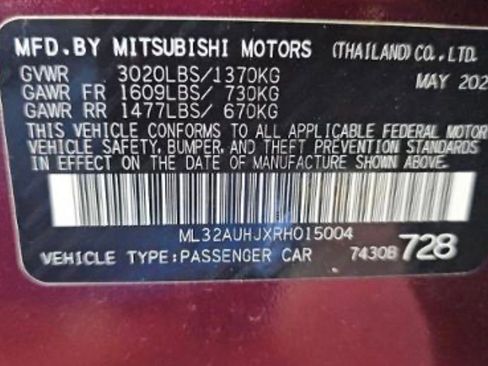 MFD.BY MITSUBISHI MOTORS (THAILAND)CO.,LTD.
GVWR 3020LBS/1370KG MAY 202
GAWR FR 1609LBS/ 730KG
GAWR RR 1477LBS/ 670KG
THIS VEHICLE CONFORMS TO ALL APPLICABLE FEDERAL MOTOR
VEHICLE SAFETY, BUMPER, AND THEFT PREVENTION STANDARDS
IN EFFECT ON THE DATE OF MANUFACTURE SHOWN ABOVE.
ML32AUHJXRH015004
VEHICLE TYPE:PASSENGER CAR 7430B 728